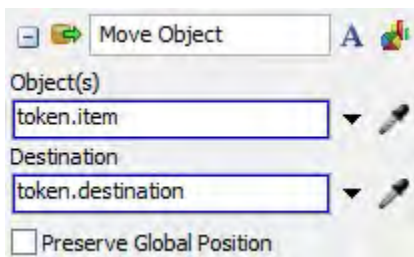 Move Object
A
Object(s)
token.item
Destination
token.destination
Preserve Global Position